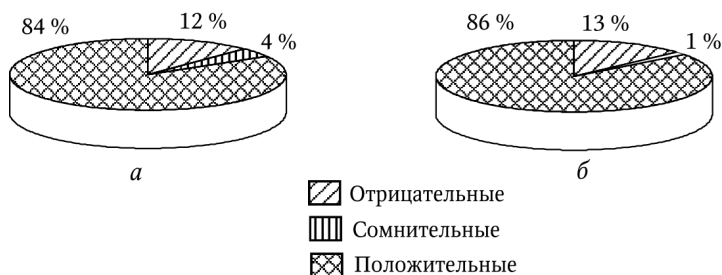 84 % 12 % 4 %
86 % 13 % 1 %
а
б
Отрицательные
Сомнительные
Положительные